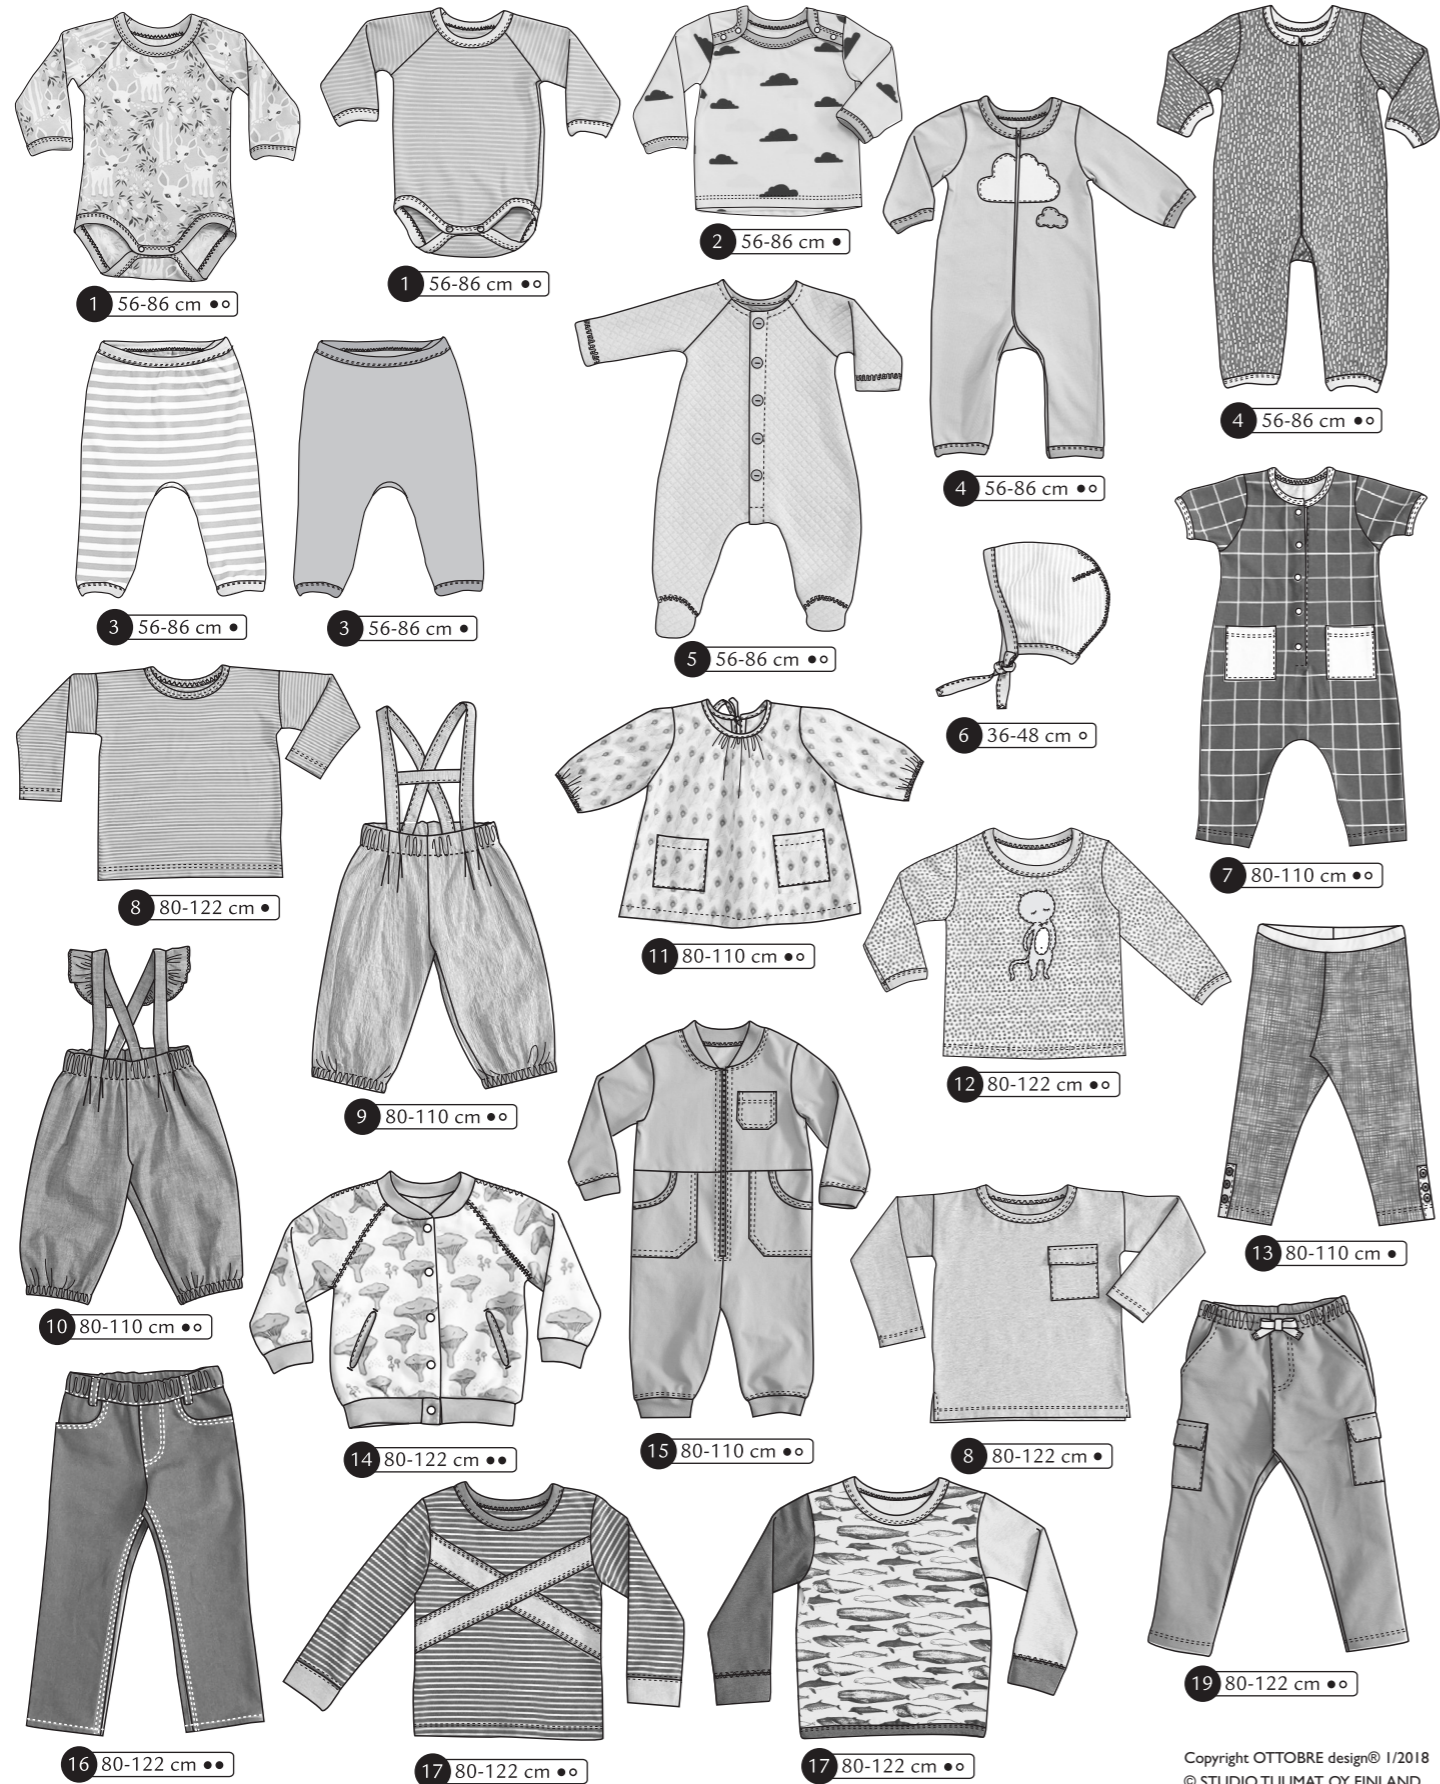 1 56-86 cm ●○
1 56-86 cm ●○
2 56-86 cm ●
4 56-86 cm ●○
4 56-86 cm ●○
3 56-86 cm ●
3 56-86 cm ●
5 56-86 cm ●○
6 36-48 cm ○
7 80-110 cm ●○
8 80-122 cm ●
9 80-110 cm ●○
11 80-110 cm ●○
12 80-122 cm ●○
10 80-110 cm ●○
13 80-110 cm ●
14 80-122 cm ●●
15 80-110 cm ●○
8 80-122 cm ●
19 80-122 cm ●○
16 80-122 cm ●●
17 80-122 cm ●○
17 80-122 cm ●○
Copyright OTTOBRE design® 1/2018
© STUDIO TUUMAT OY, FINLAND